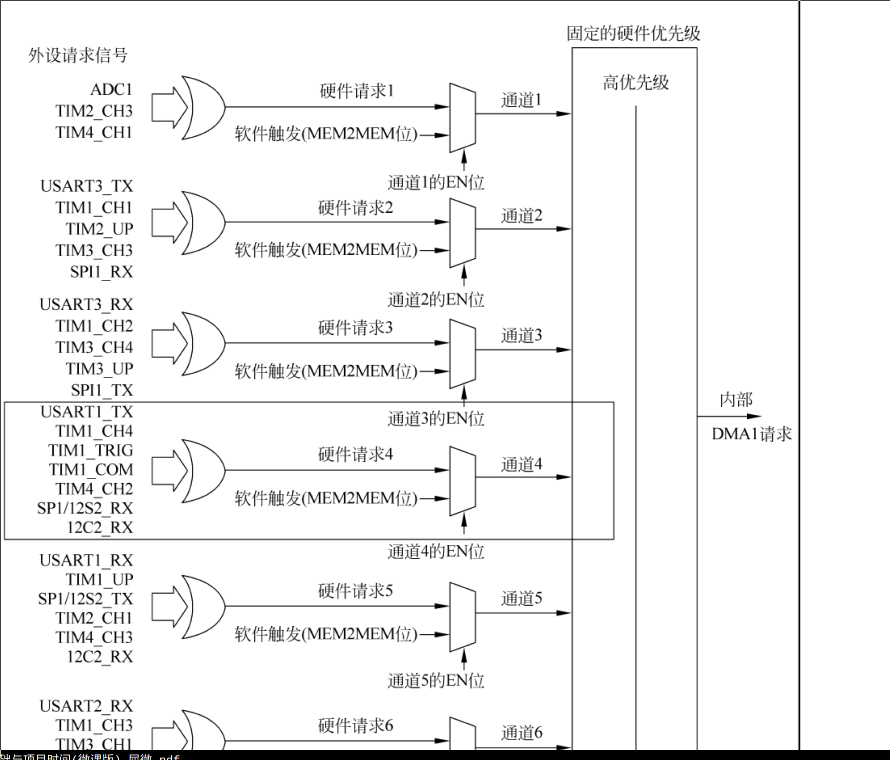 固定的硬件优先级
外设请求信号
高优先级
ADC1
TIM2_CH3
TIM4_CH1
硬件请求1
软件触发(MEM2MEM位)
通道1
通道1的EN位
USART3_TX
TIM1_CH1
TIM2_UP
TIM3_CH3
SPI1_RX
硬件请求2
软件触发(MEM2MEM位)
通道2
通道2的EN位
USART3_RX
TIM1_CH2
TIM3_CH4
TIM3_UP
SPI1_TX
硬件请求3
软件触发(MEM2MEM位)
通道3
通道3的EN位
内部
DMA1请求
USART1_TX
TIM1_CH4
TIM1_TRIG
TIM1_COM
TIM4_CH2
SP1/12S2_RX
12C2_RX
硬件请求4
软件触发(MEM2MEM位)
通道4
通道4的EN位
USART1_RX
TIM1_UP
SP1/12S2_TX
TIM2_CH1
TIM4_CH3
12C2_RX
硬件请求5
软件触发(MEM2MEM位)
通道5
通道5的EN位
USART2_RX
TIM1_CH3
TIM3_CH1
硬件请求6
通道6